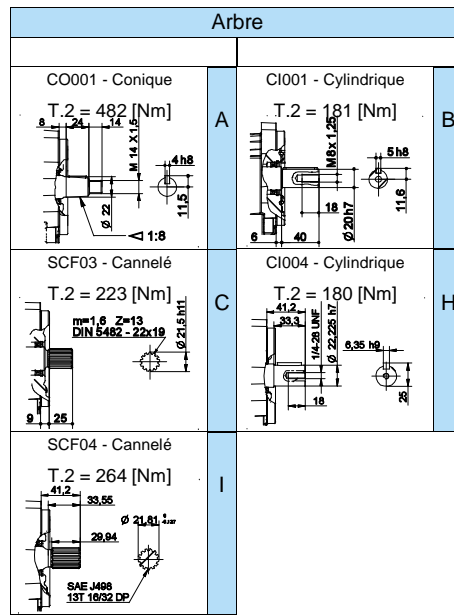 Arbre
CO001 - Conique
T.2 = 482 [Nm]
8 24 14
M 14 X 1,5
4 h8
Ø 22
11,5
1:8
A
CI001 - Cylindrique
T.2 = 181 [Nm]
M8x 1,25
5 h8
11,6
18
Ø 20 h7
6 40
B
SCF03 - Cannelé
T.2 = 223 [Nm]
m=1,6 Z=13
DIN 5482 - 22x19
Ø 21,5 h11
9 25
C
CI004 - Cylindrique
T.2 = 180 [Nm]
41,2
33,3
1/4-28 UNF
Ø 22,225 h7
6,35 h9
18
25
H
SCF04 - Cannelé
T.2 = 264 [Nm]
41,2
33,55
29,94
Ø 21,81
SAE J498
13T 16/32 DP
I